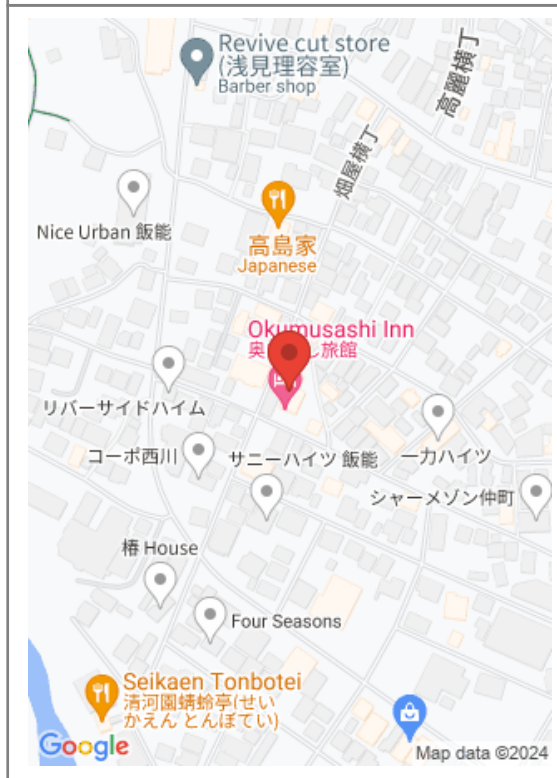 Revive cut store
(浅見理容室)
Barber shop
高麗横丁
畑屋横丁
Nice Urban 飯能
高島家
Japanese
Okumusashi Inn
旅館
リバーサイドハイム
コーポ西川
サニーハイツ 飯能
一力ハイツ
シャーメゾン仲町
椿 House
Four Seasons
Seikaen Tonbotei
清河園蜻蛉亭(せい
かえん とんぼてい)
Google
Map data ©2024